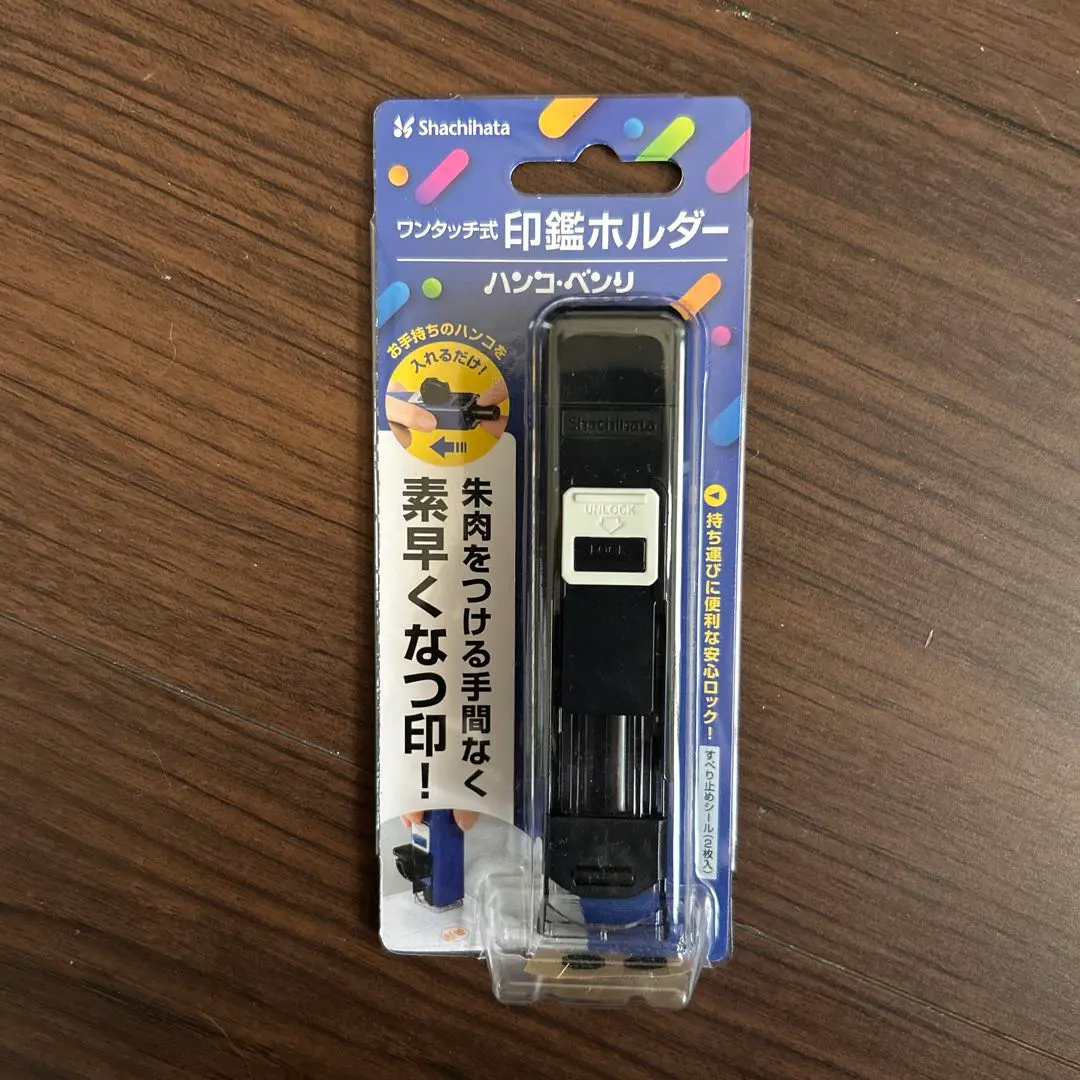 Shachihata
ワンタッチ式 印鑑ホルダー
ハンコ・ベンリ
お手持ちのハンコを
入れるだけ!
朱肉をつける手間なく
素早くなつ印!
Shachihata
UNLOCK
LOCK
持ち運びに便利な安心ロック!
すべり止めシール(2枚入)